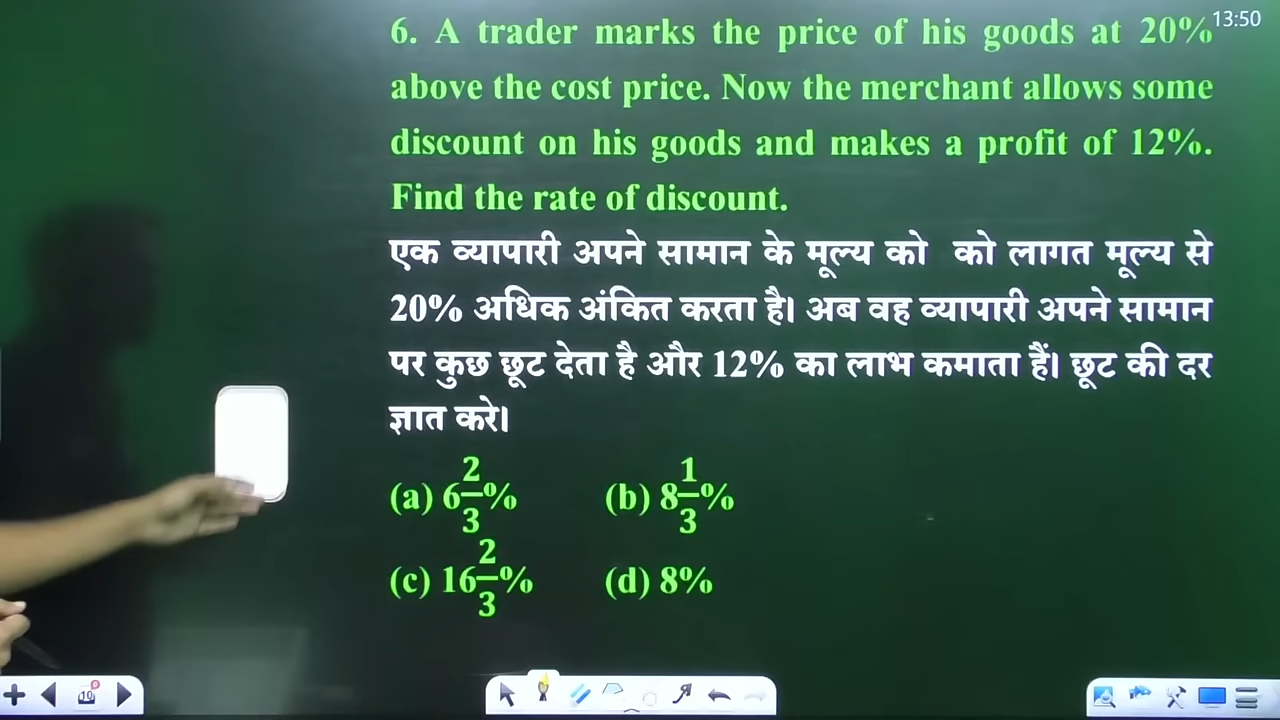 13:50
6. A trader marks the price of his goods at 20%
above the cost price. Now the merchant allows some
discount on his goods and makes a profit of 12%.
Find the rate of discount.
एक व्यापारी अपने सामान के मूल्य को को लागत मूल्य से
20% अधिक अंकित करता है। अब वह व्यापारी अपने सामान
पर कुछ छूट देता है और 12% का लाभ कमाता हैं। छूट की दर
ज्ञात करे।
(a) 6 2/3% (b) 8 1/3%
(c) 16 2/3% (d) 8%
10